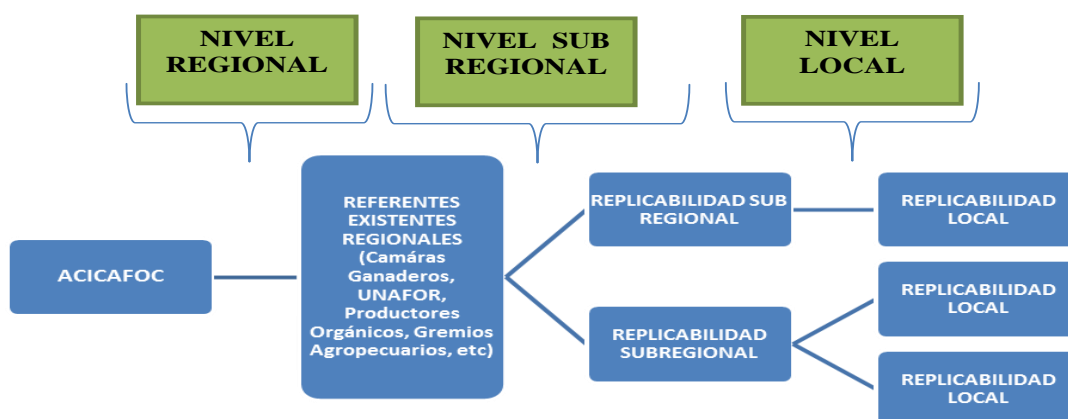 NIVEL
REGIONAL
NIVEL SUB
REGIONAL
NIVEL
LOCAL
ACICAFOC
REFERENTES
EXISTENTES
REGIONALES
(Camáras
Ganaderos,
UNAFOR,
Productores
Orgánicos, Gremios
Agropecuarios, etc)
REPLICABILIDAD SUB
REGIONAL
REPLICABILIDAD
LOCAL
REPLICABILIDAD
SUBREGIONAL
REPLICABILIDAD
LOCAL
REPLICABILIDAD
LOCAL